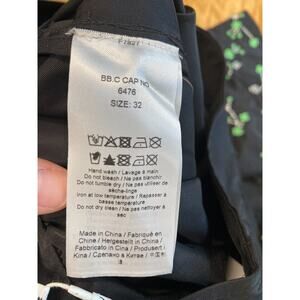 BB.C CAP NO
6476
SIZE: 32
Hand wash / Lavage à main
Do not bleach / Ne pas blanchir
Do not tumble dry / Ne pas utiliser de
sèche-linge
Iron at low temperature / Repasser à
basse température
Do not dry clean / Ne pas nettoyer à
sec
Made in China / Fabriqué en
Chine / Hergestellt in China /
Fabbricato in Cina / Produsert i
Kina / Сделано в Китае /